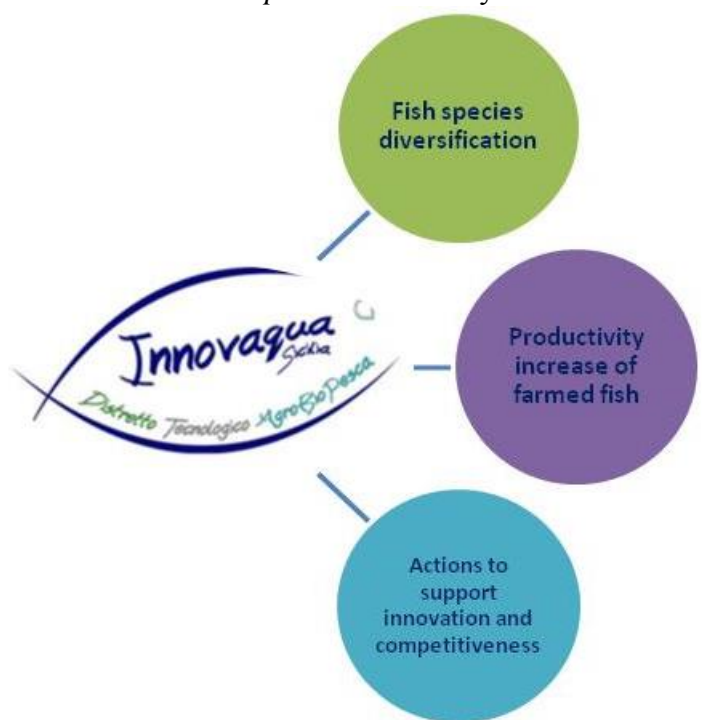 Fish species
diversification
Innovaqua
Sicilia
Distretto Tecnologico AgroBioPesca
Productivity
increase of
farmed fish
Actions to
support
innovation and
competitiveness